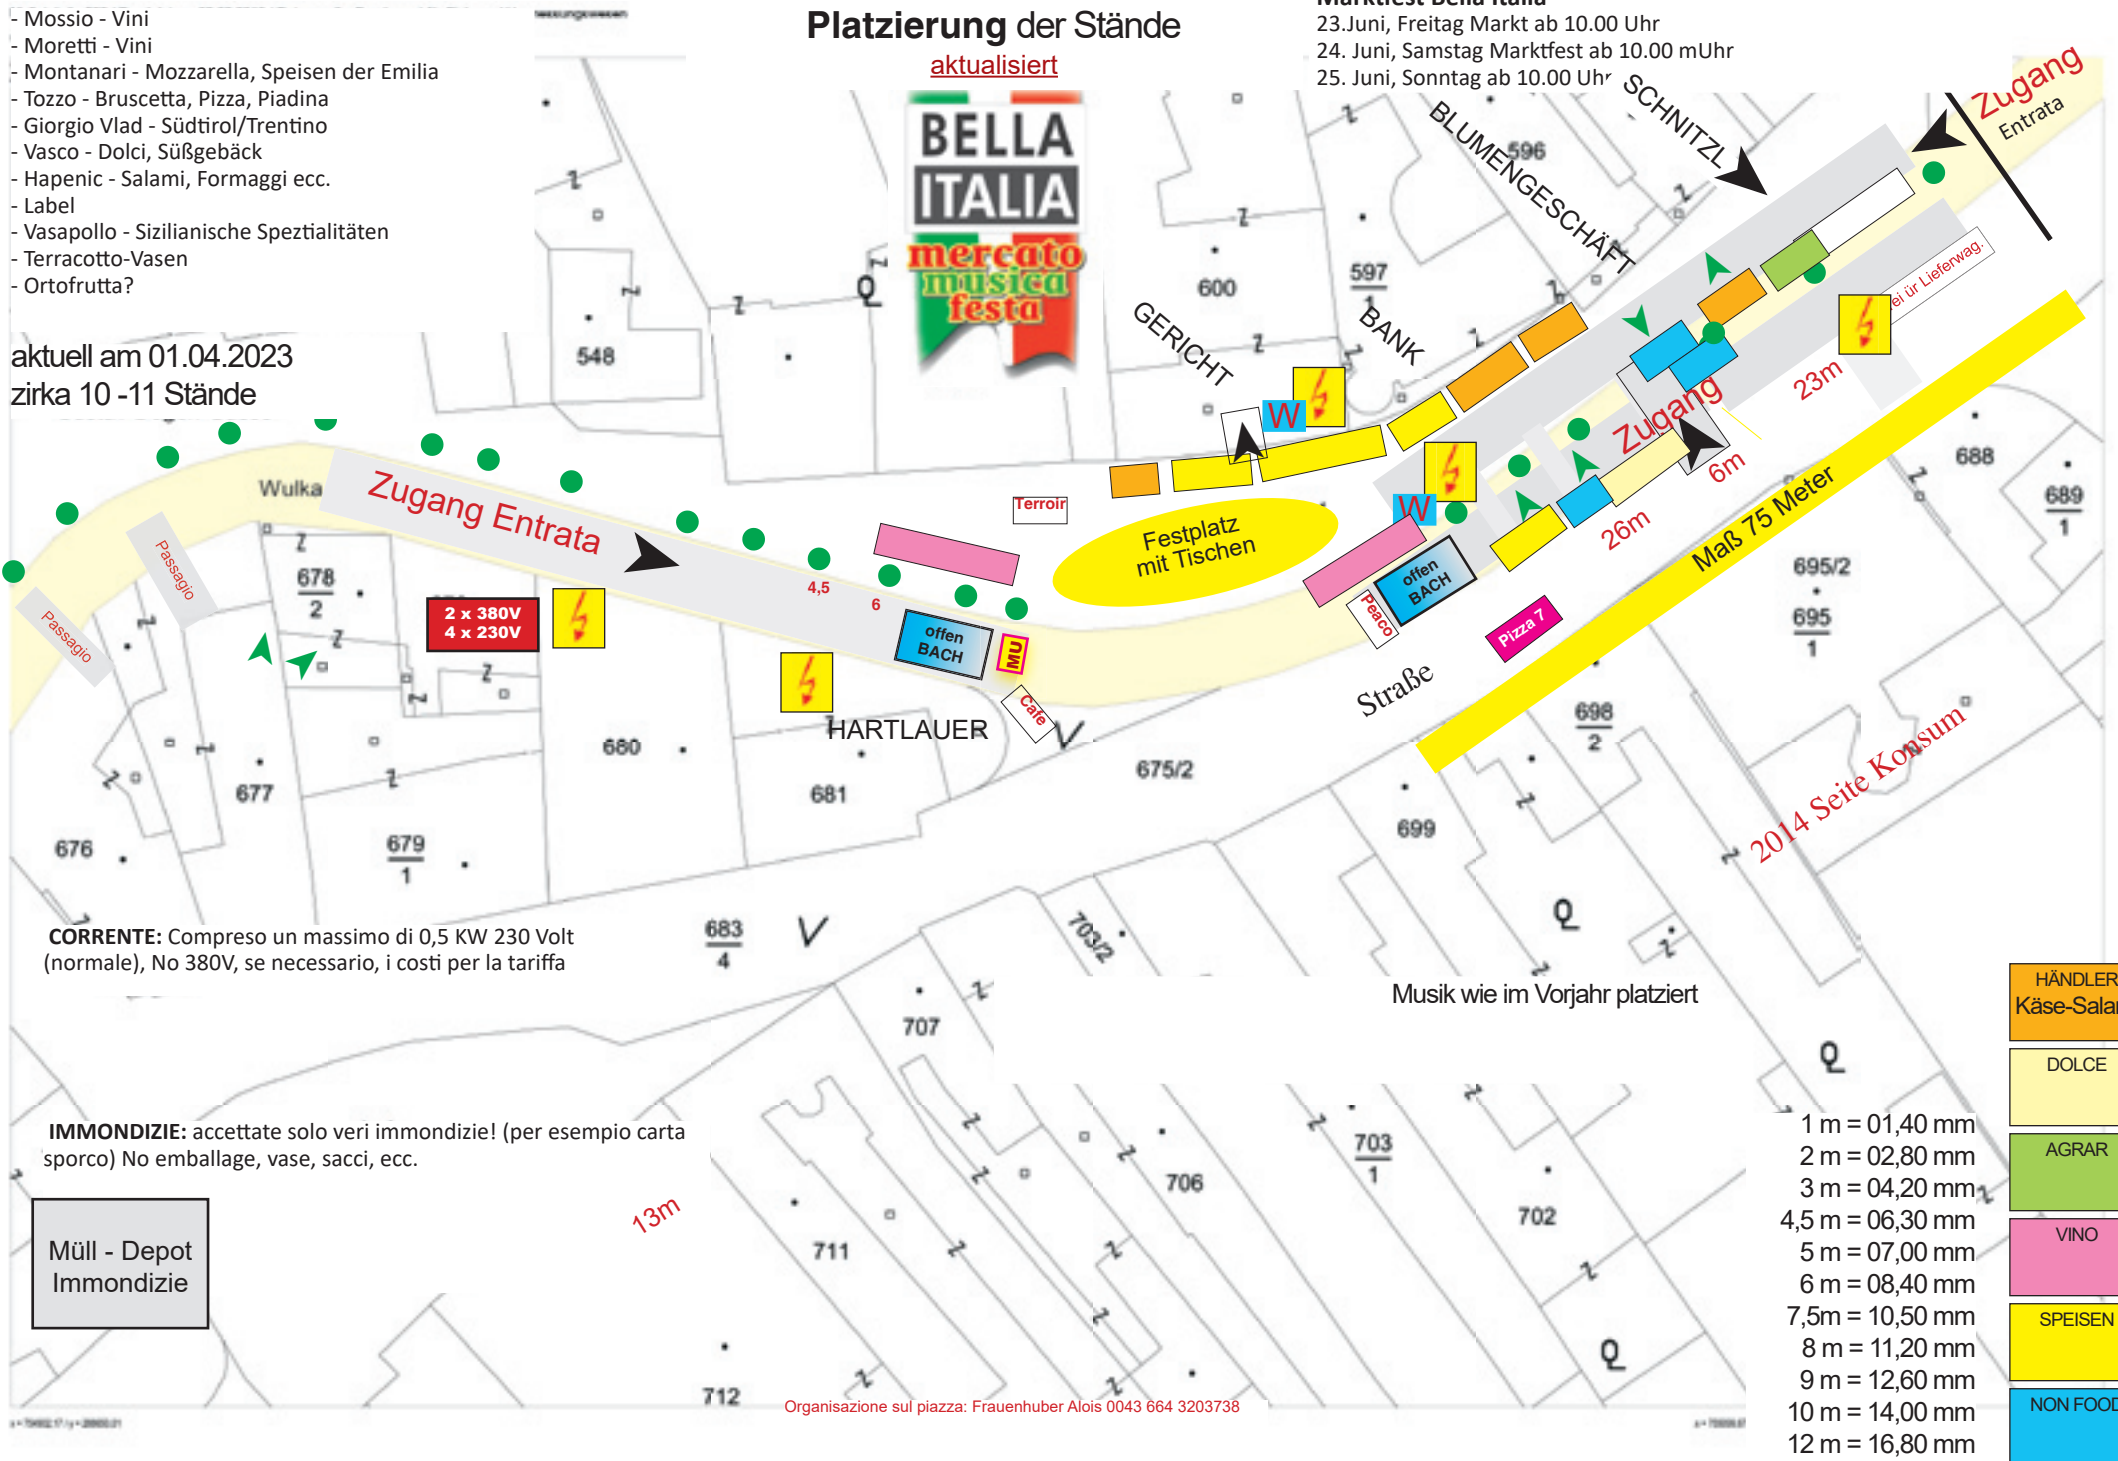 - Mossio - Vini
- Moretti - Vini
- Montanari - Mozzarella, Speisen der Emilia
- Tozzo - Bruscetta, Pizza, Piadina
- Giorgio Vlad - Südtirol/Trentino
- Vasco - Dolci, Süßgebäck
- Hapenic - Salami, Formaggi ecc.
- Label
- Vasapollo - Sizilianische Speztialitäten
- Terracotto-Vasen
- Ortofrutta?
aktuell am 01.04.2023
zirka 10 -11 Stände
Platzierung der Stände
aktualisiert
BELLA
ITALIA
mercato
musica
festa
Marktfest Bella Italia
23.Juni, Freitag Markt ab 10.00 Uhr
24. Juni, Samstag Marktfest ab 10.00 mUhr
25. Juni, Sonntag ab 10.00 Uhr
SCHNITZL
BLUMENGESCHÄFT
Zugang
Entrata
596
597
1
600
548
BANK
GERICHT
ei ür Lieferwag.
23m
W
Zugang
6m
26m
Maß 75 Meter
688
689
1
Wulka
Zugang Entrata
Terroir
Festplatz
mit Tischen
W
Passagio
Passagio
678
2
2 x 380V
4 x 230V
4,5
6
offen
BACH
MU
Cafe
HARTLAUER
offen
BACH
Peaco
Pizza 7
Straße
695/2
695
1
698
2
2014 Seite Konsum
680
681
675/2
677
676
679
1
699
683
4
V
V
703/2
CORRENTE: Compreso un massimo di 0,5 KW 230 Volt
(normale), No 380V, se necessario, i costi per la tariffa
Musik wie im Vorjahr platziert
707
IMMONDIZIE: accettate solo veri immondizie! (per esempio carta
sporco) No emballage, vase, sacci, ecc.
Müll - Depot
Immondizie
13m
711
706
703
1
702
712
Organisazione sul piazza: Frauenhuber Alois 0043 664 3203738
1 m = 01,40 mm
2 m = 02,80 mm
3 m = 04,20 mm
4,5 m = 06,30 mm
5 m = 07,00 mm
6 m = 08,40 mm
7,5m = 10,50 mm
8 m = 11,20 mm
9 m = 12,60 mm
10 m = 14,00 mm
12 m = 16,80 mm
HÄNDLER
Käse-Salam
DOLCE
AGRAR
VINO
SPEISEN
NON FOOD